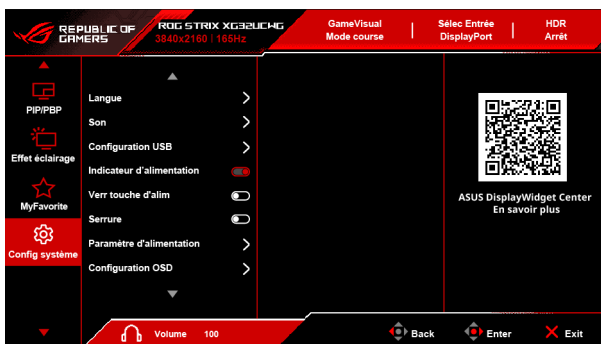 REPUBLIC OF
GAMERS
ROG STRIX XG32UCWG
3840x2160 | 165Hz
GameVisual
Mode course
Sélec Entrée
DisplayPort
HDR
Arrêt
PIP/PBP
Effet éclairage
MyFavorite
Config système
Langue
Son
Configuration USB
Indicateur d'alimentation
Verr touche d'alim
Serrure
Paramètre d'alimentation
Configuration OSD
ASUS DisplayWidget Center
En savoir plus
Volume 100
Back
Enter
Exit